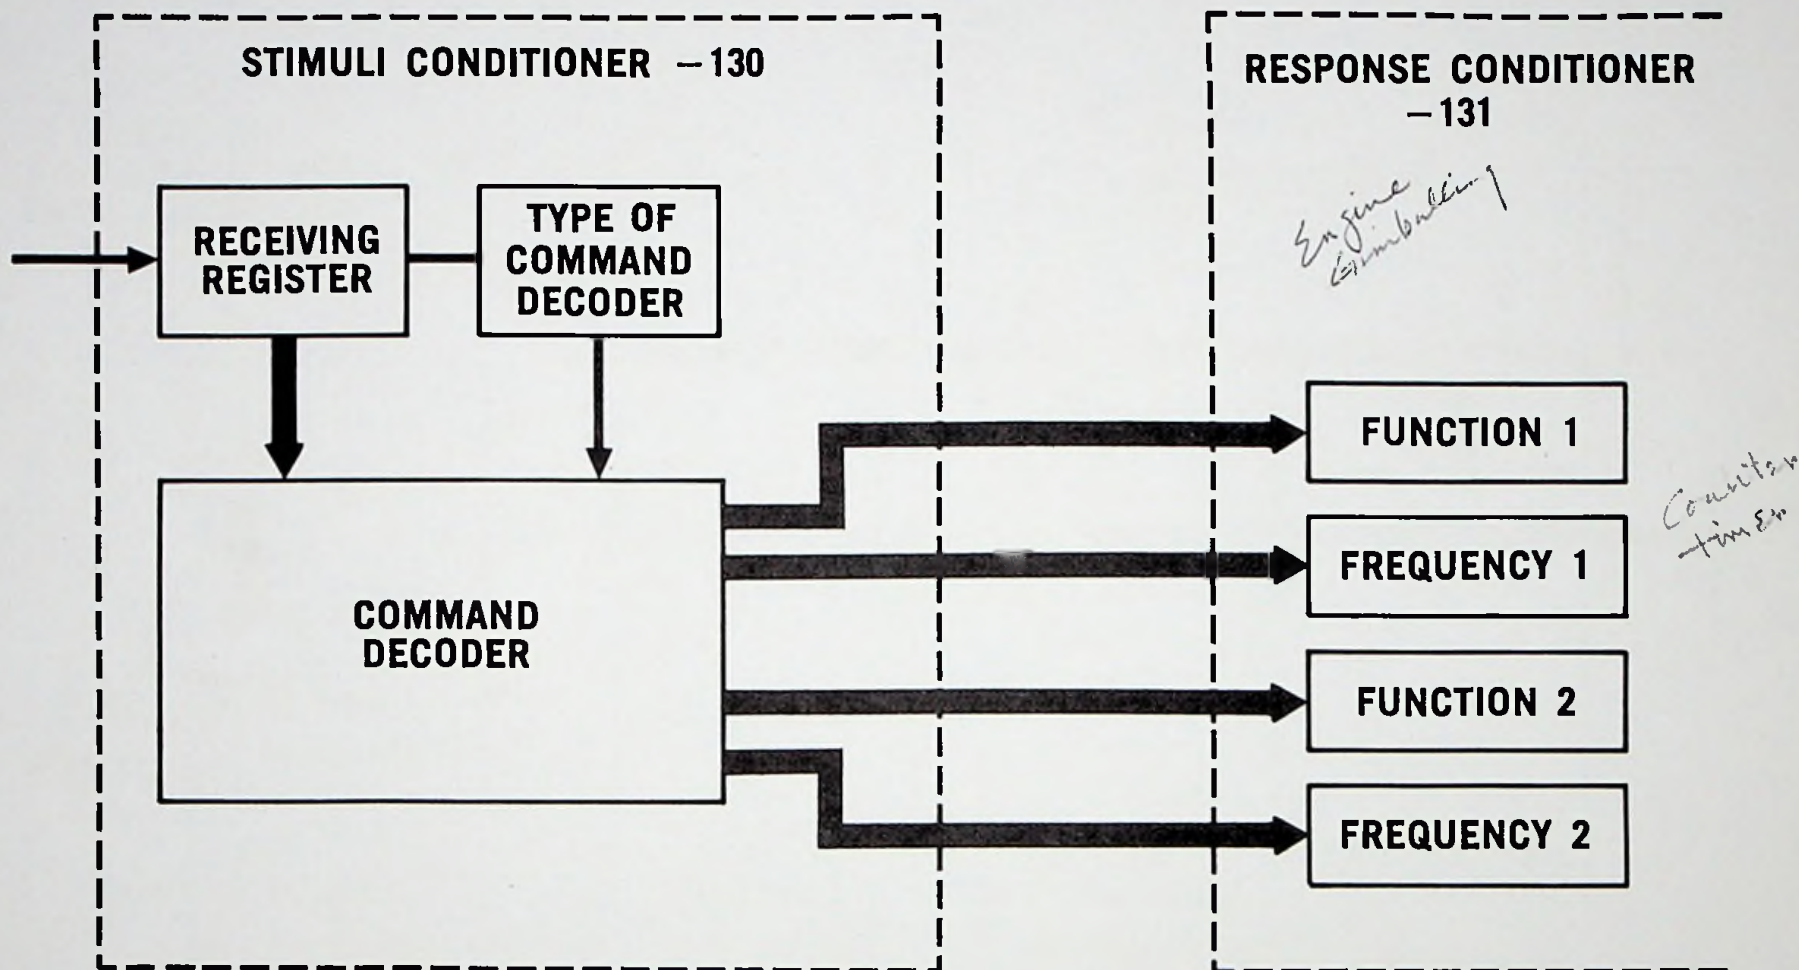 STIMULI CONDITIONER -130
RESPONSE CONDITIONER
-131
Engine
Gimballing
RECEIVING
REGISTER
TYPE OF
COMMAND
DECODER
COMMAND
DECODER
FUNCTION 1
FREQUENCY 1
FUNCTION 2
FREQUENCY 2
Counter
timer